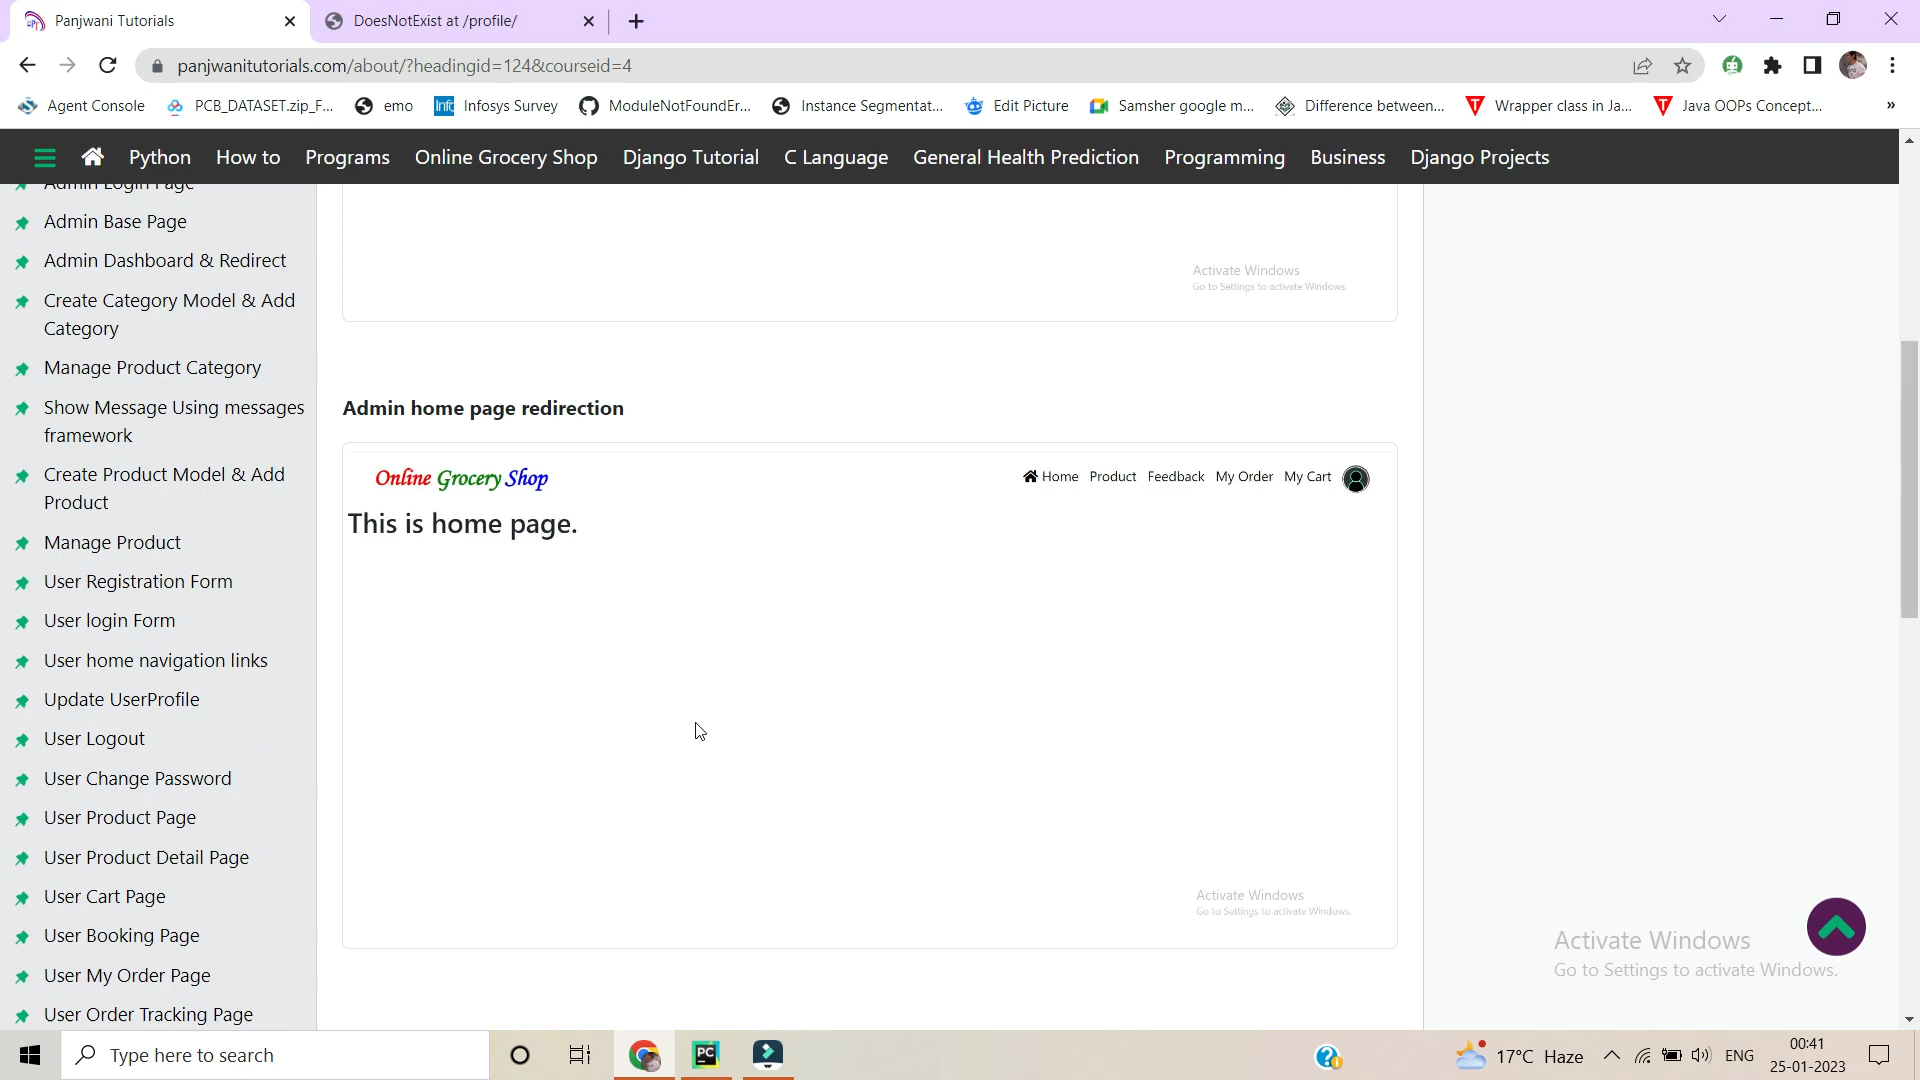 Panjwani Tutorials
DoesNotExist at /profile/
panjwanitutorials.com/about/?headingid=124&courseid=4
Agent Console
PCB_DATASET.zip_F...
emo
Infosys Survey
ModuleNotFoundEr...
Instance Segmentat...
Edit Picture
Samsher google m...
Difference between...
Wrapper class in Ja...
Java OOPs Concept...
Python
How to
Programs
Online Grocery Shop
Django Tutorial
C Language
General Health Prediction
Programming
Business
Django Projects
Admin Login Page
Admin Base Page
Admin Dashboard & Redirect
Create Category Model & Add
Category
Manage Product Category
Show Message Using messages
framework
Create Product Model & Add
Product
Manage Product
User Registration Form
User login Form
User home navigation links
Update UserProfile
User Logout
User Change Password
User Product Page
User Product Detail Page
User Cart Page
User Booking Page
User My Order Page
User Order Tracking Page
Activate Windows
Go to Settings to activate Windows.
Admin home page redirection
Online Grocery Shop
Home
Product
Feedback
My Order
My Cart
This is home page.
Activate Windows
Go to Settings to activate Windows.
Activate Windows
Go to Settings to activate Windows.
Type here to search
PC
17°C Haze
ENG
00:41
25-01-2023